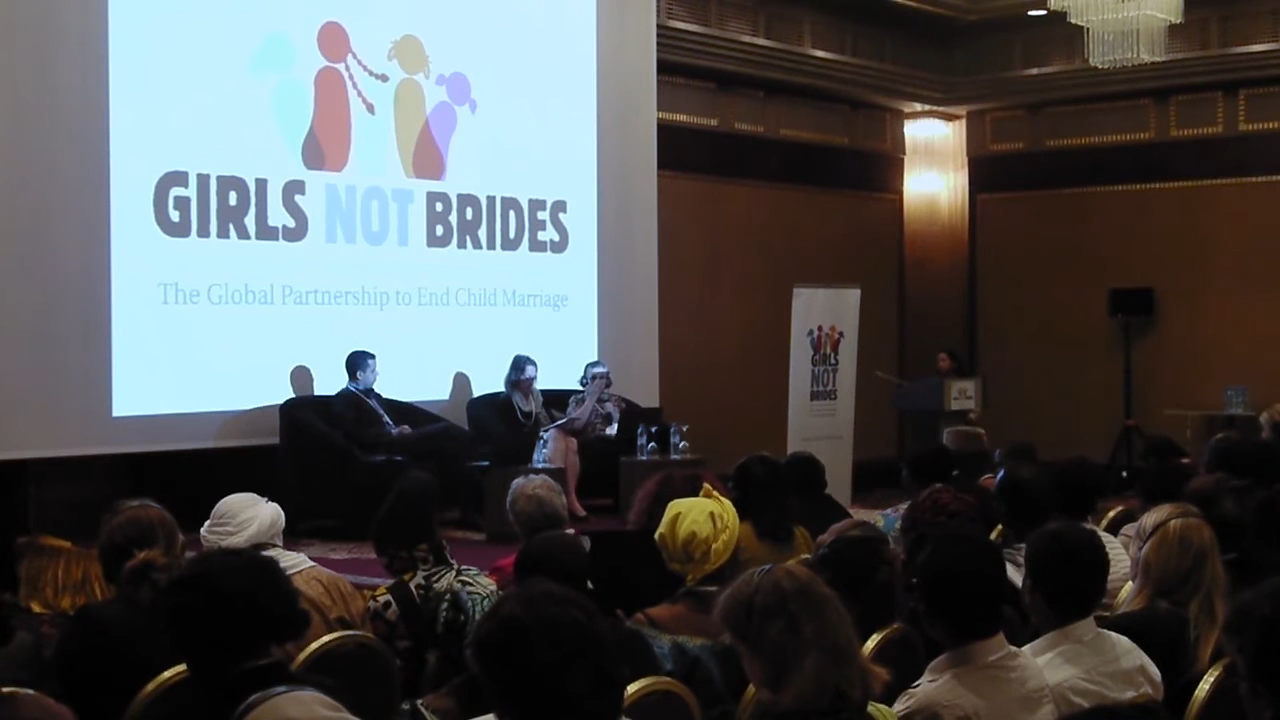 GIRLS NOT BRIDES
The Global Partnership to End Child Marriage
GIRLS
NOT
BRIDES